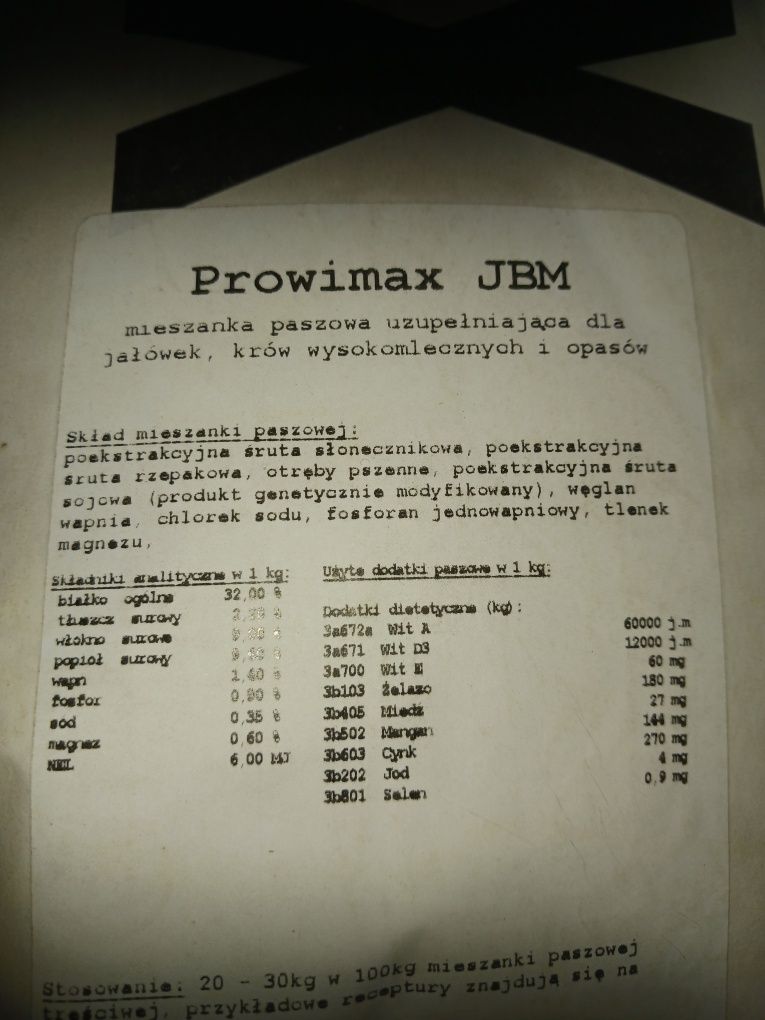 Prowimax JBM
mieszanka paszowa uzupełniająca dla
jałówek, krów wysokomlecznych i opasów
Skład mieszanki paszowej:
poekstrakcyjna śruta słonecznikowa, poekstrakcyjna
śruta rzepakowa, otręby pszenne, poekstrakcyjna śruta
sojowa (produkt genetycznie modyfikowany), węglan
wapnia, chlorek sodu, fosforan jednowapniowy, tlenek
magnezu,
Składniki analityczne w 1 kg:
białko ogólne 32,00 %
tłuszcz surowy %
włókno surowe %
popiół surowy %
wapń 1,40 %
fosfor 0,90 %
sód 0,35 %
magnez 0,60 %
NEL 6,00 MJ
Użyte dodatki paszowe w 1 kg:
Dodatki dietetyczne (kg):
3a672a Wit A 60000 j.m
3a671 Wit D3 12000 j.m
3a700 Wit E 60 mg
3b103 Żelazo 180 mg
3b405 Miedź 27 mg
3b502 Mangan 144 mg
3b603 Cynk 270 mg
3b202 Jod 4 mg
3b801 Selen 0,9 mg
Stosowanie: 20 - 30kg w 100kg mieszanki paszowej
treściwej, przykładowe receptury znajdują się na